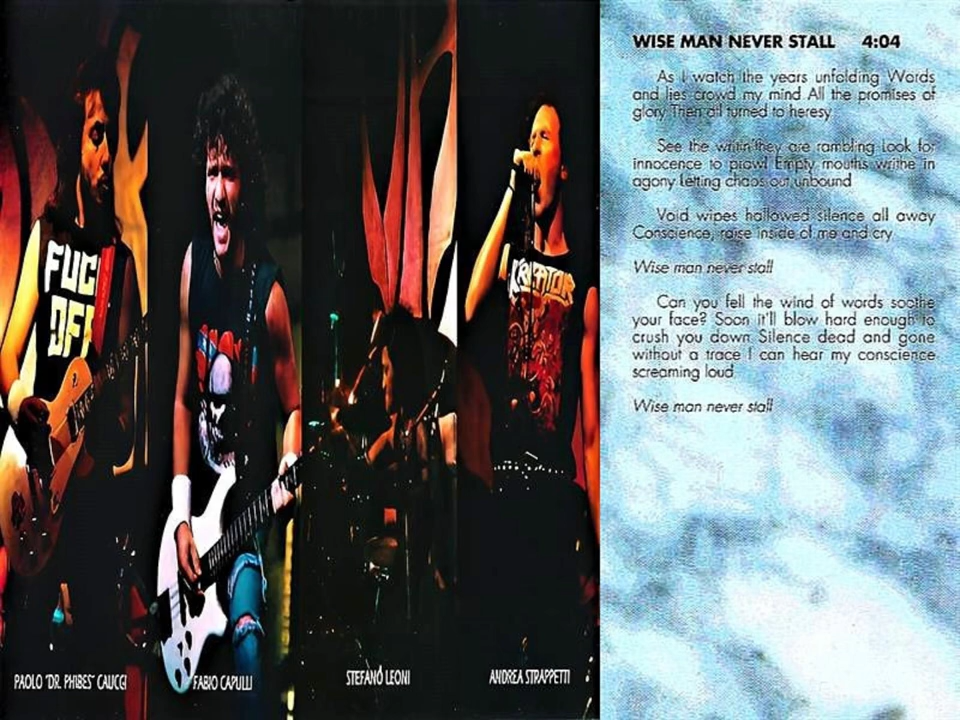 FUC
OFF
KREATOR
PAOLO "DR. PHIBES" CAUCCI
FABIO CAPULLI
STEFANO LEONI
ANDREA STRAPPETTI
WISE MAN NEVER STALL 4:04
As I watch the years unfolding Words
and lies crowd my mind All the promises of
glory Then all turned to heresy
See the writin'they are rambling Look for
innocence to prowl Empty mouths writhe in
agony Letting chaos out unbound
Void wipes hallowed silence all away
Conscience, raise inside of me and cry
Wise man never stall
Can you fell the wind of words soothe
your face? Soon it'll blow hard enough to
crush you down Silence dead and gone
without a trace I can hear my conscience
screaming loud
Wise man never stall